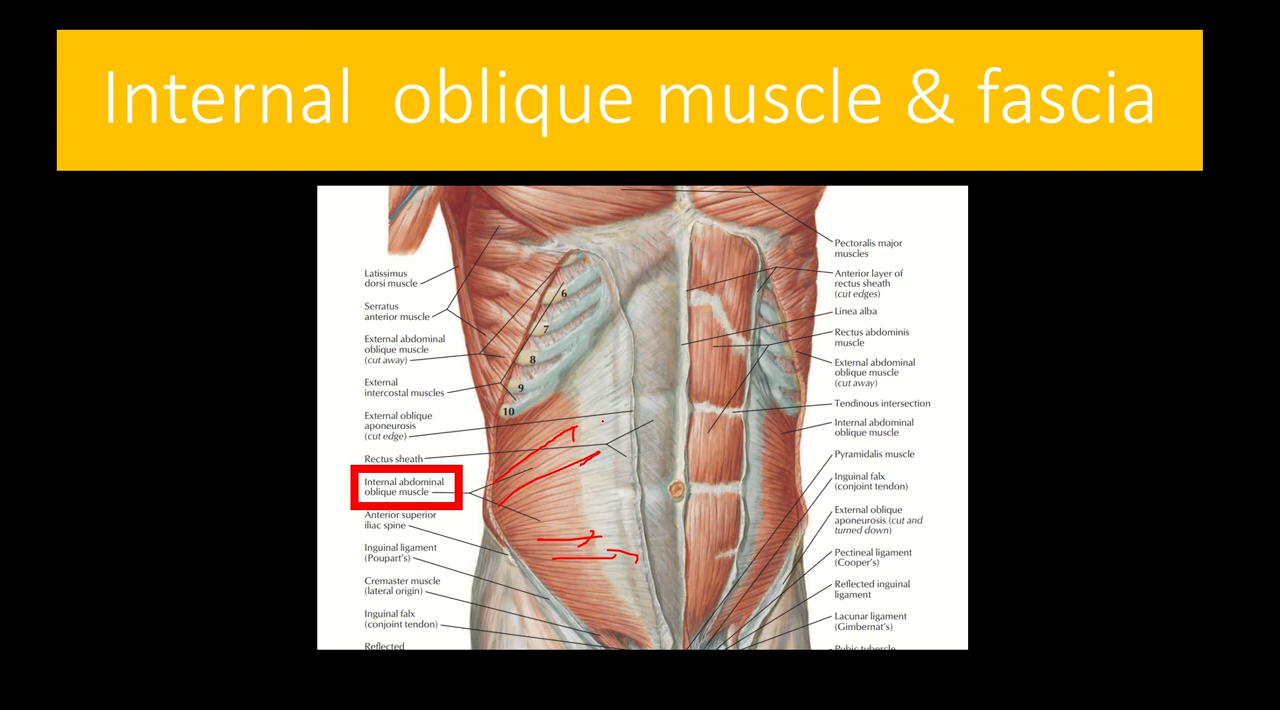 Internal  oblique muscle & fascia
Latissimus
dorsi muscle
Serratus
anterior muscle
External abdominal
oblique muscle
(cut away)
External
intercostal muscles
External oblique
aponeurosis
(cut edge)
Rectus sheath
Internal abdominal
oblique muscle
Anterior superior
iliac spine
Inguinal ligament
(Poupart's)
Cremaster muscle
(lateral origin)
Inguinal falx
(conjoint tendon)
Reflected
6
7
8
9
10
Pectoralis major
muscles
Anterior layer of
rectus sheath
(cut edges)
Linea alba
Rectus abdominis
muscle
External abdominal
oblique muscle
(cut away)
Tendinous intersection
Internal abdominal
oblique muscle
Pyramidalis muscle
Inguinal falx
(conjoint tendon)
External oblique
aponeurosis (cut and
turned down)
Pectineal ligament
(Cooper's)
Reflected inguinal
ligament
Lacunar ligament
(Gimbernat's)
Pubic tubercle